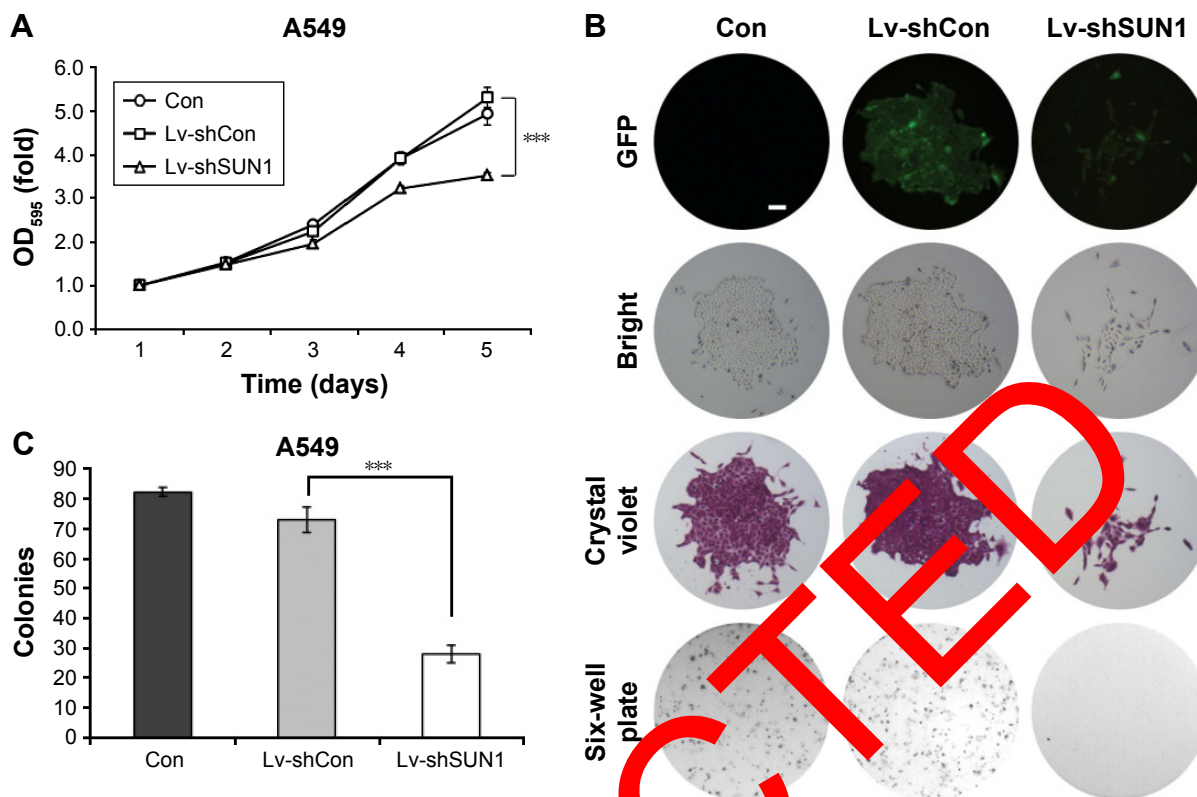 A
A549
6.0
5.0
4.0
3.0
2.0
1.0
0.0
OD595 (fold)
Con
Lv-shCon
Lv-shSUN1
***
1 2 3 4 5
Time (days)
B
Con Lv-shCon Lv-shSUN1
GFP
Bright
Crystal
violet
Six-well
plate
C
A549
90
80
70
60
50
40
30
20
10
0
Colonies
***
Con Lv-shCon Lv-shSUN1
CTED